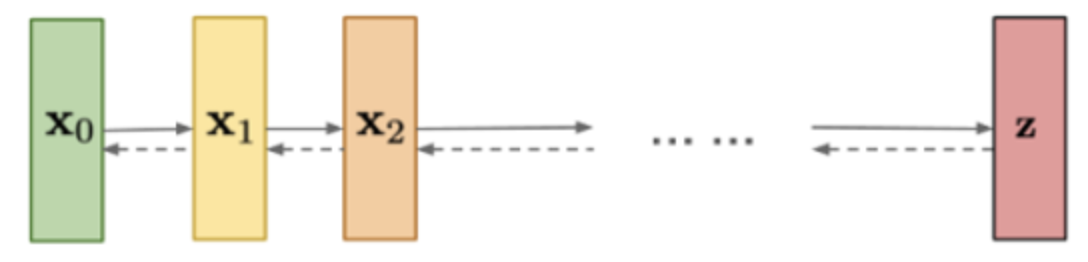 x₀ x₁ x₂ ... ... z